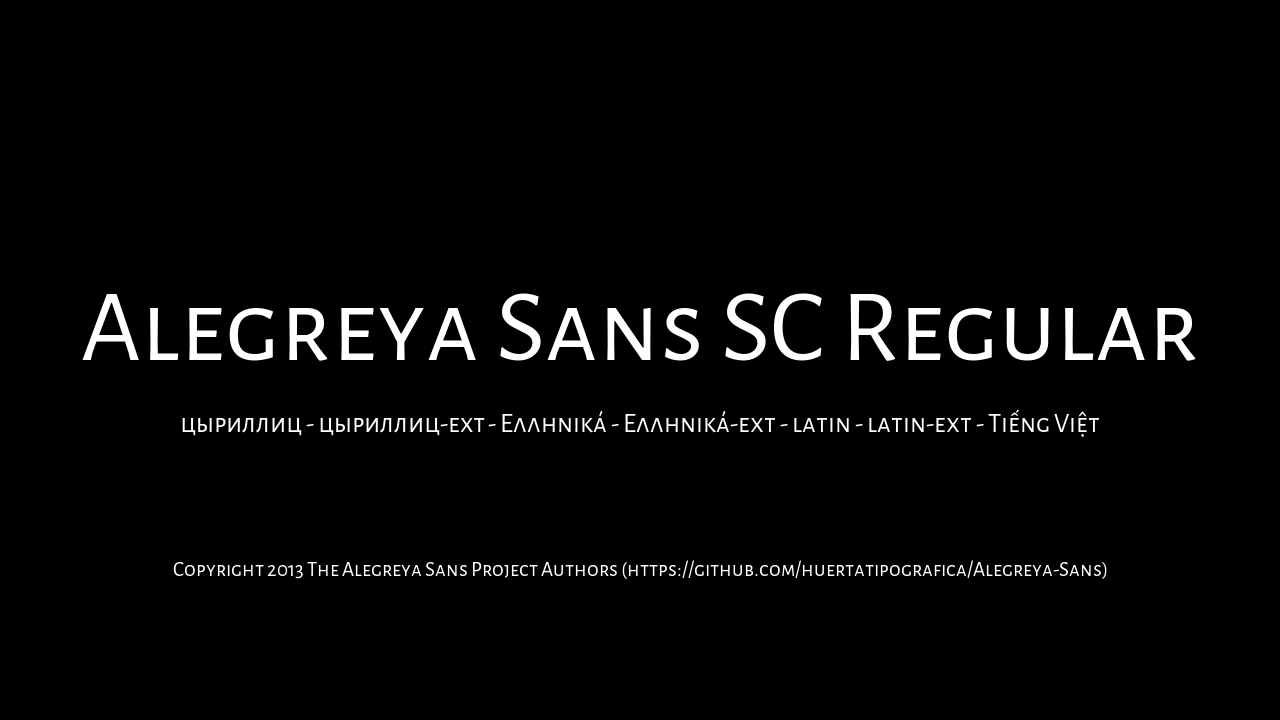 Alegreya Sans SC Regular
цыриллиц - цыриллиц-ext - Ελληνικά - Ελληνικά-ext - latin - latin-ext - Tiếng Việt
Copyright 2013 The Alegreya Sans Project Authors (https://github.com/huertatipografica/Alegreya-Sans)